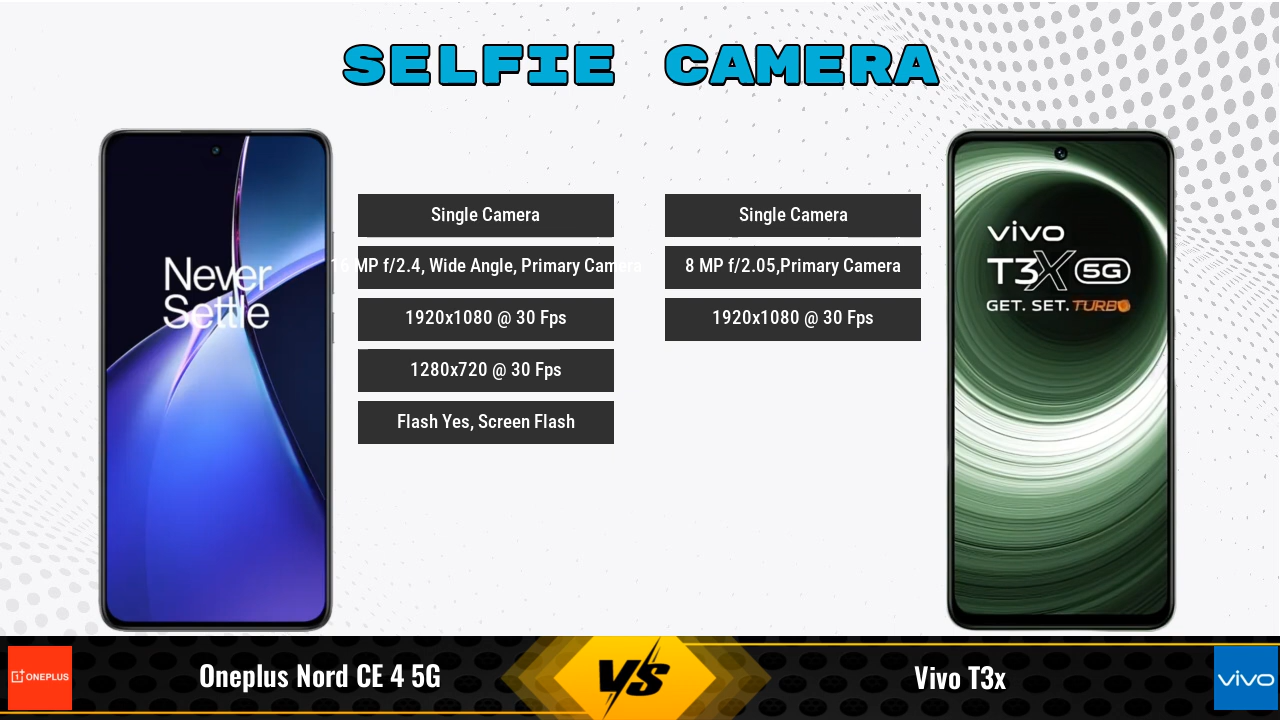 SELFIE CAMERA
Never
Settle
Single Camera
16 MP f/2.4, Wide Angle, Primary Camera
1920x1080 @ 30 Fps
1280x720 @ 30 Fps
Flash Yes, Screen Flash
Single Camera
8 MP f/2.05,Primary Camera
1920x1080 @ 30 Fps
vivo
T3X 5G
GET. SET. TURBO
1+ ONEPLUS
Oneplus Nord CE 4 5G
VS
Vivo T3x
vivo